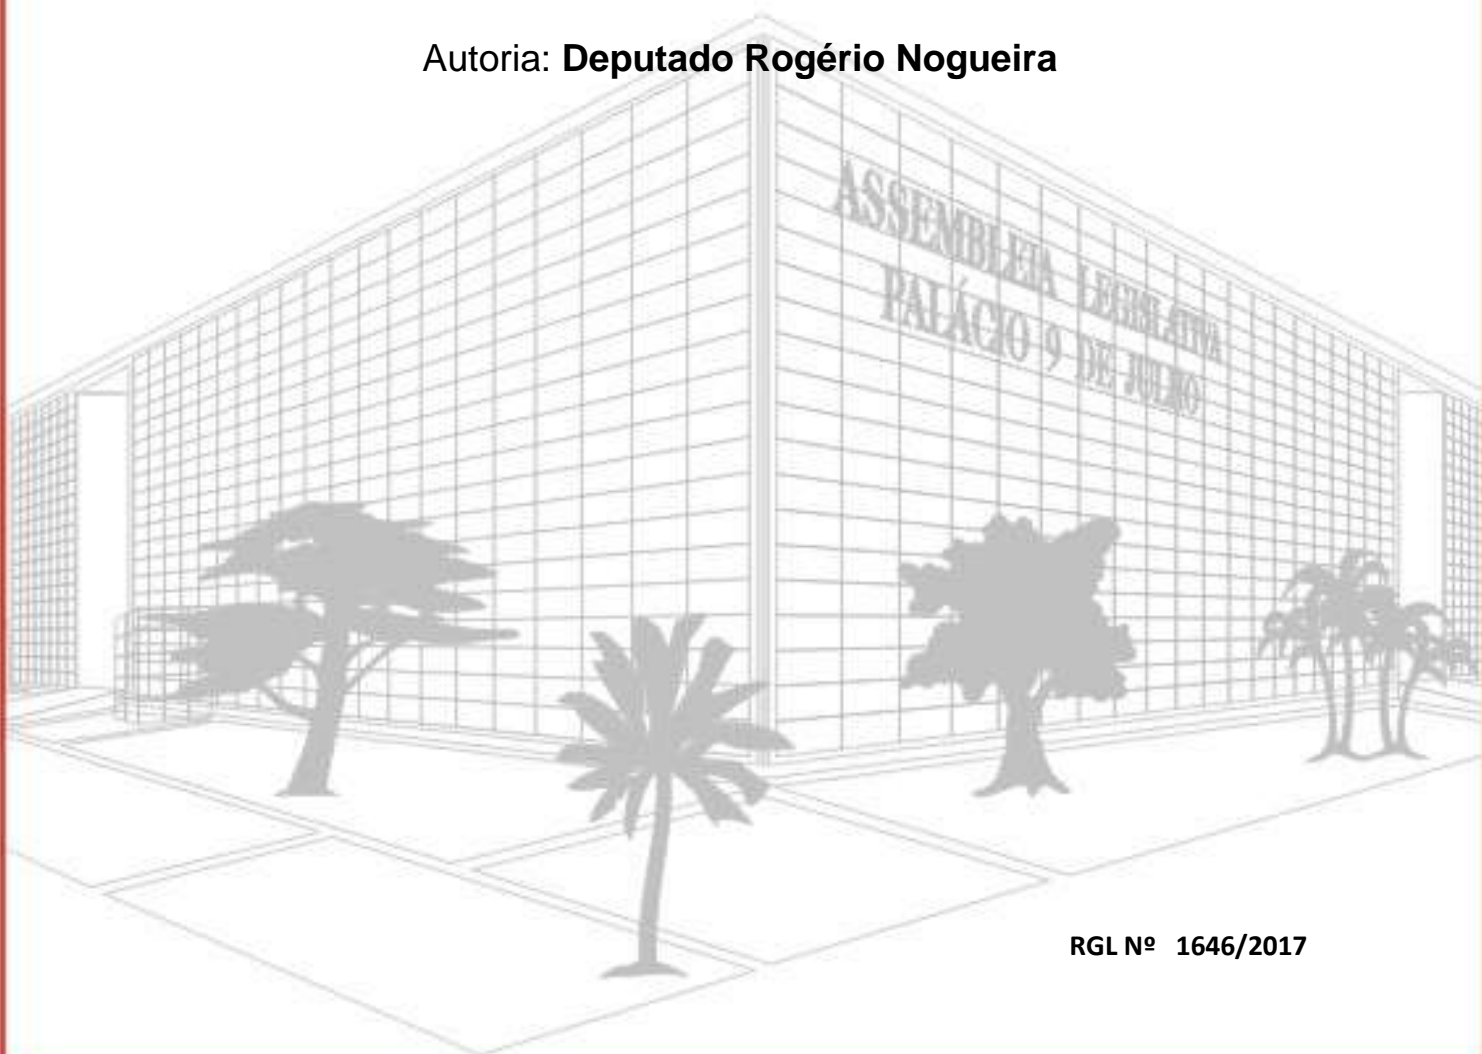 Autoria: Deputado Rogério Nogueira
ASSEMBLEIA LEGISLATIVA
PALÁCIO 9 DE JULHO
RGL Nº 1646/2017